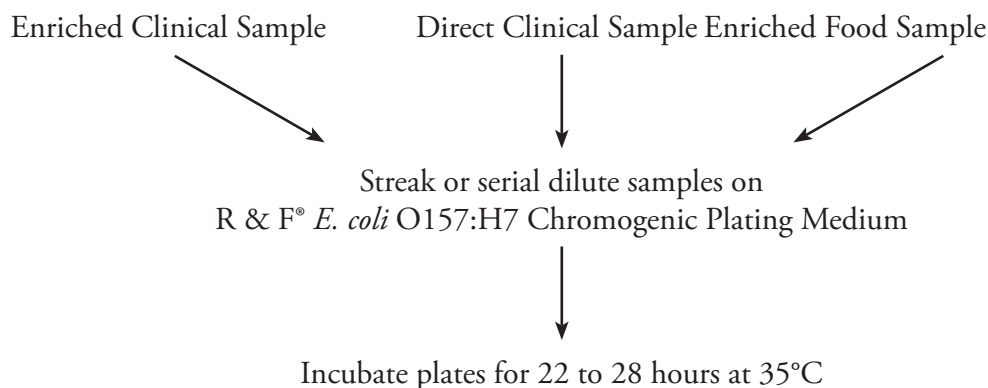 Enriched Clinical Sample Direct Clinical Sample Enriched Food Sample
Streak or serial dilute samples on
R & F® E. coli O157:H7 Chromogenic Plating Medium
Incubate plates for 22 to 28 hours at 35°C